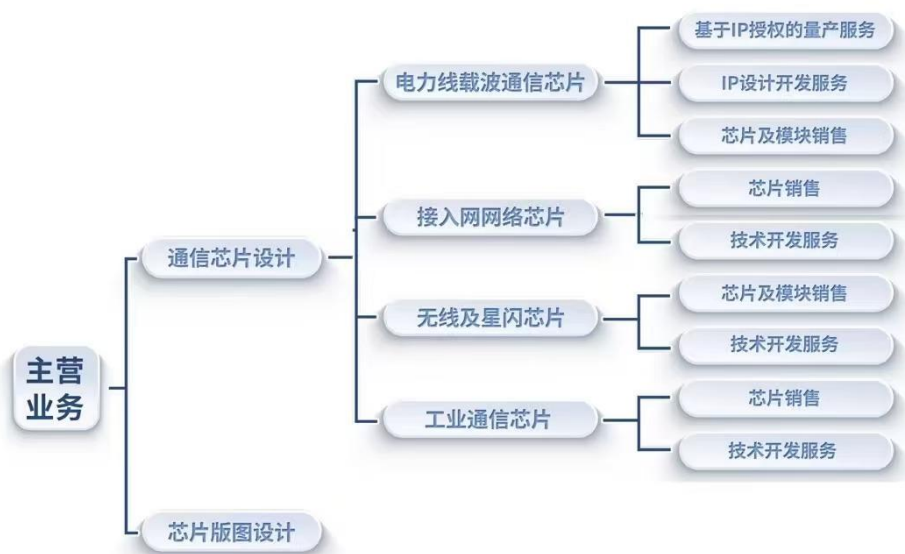 主营
业务
通信芯片设计
电力线载波通信芯片
基于IP授权的量产服务
IP设计开发服务
芯片及模块销售
接入网网络芯片
芯片销售
技术开发服务
无线及星闪芯片
芯片及模块销售
技术开发服务
工业通信芯片
芯片销售
技术开发服务
芯片版图设计